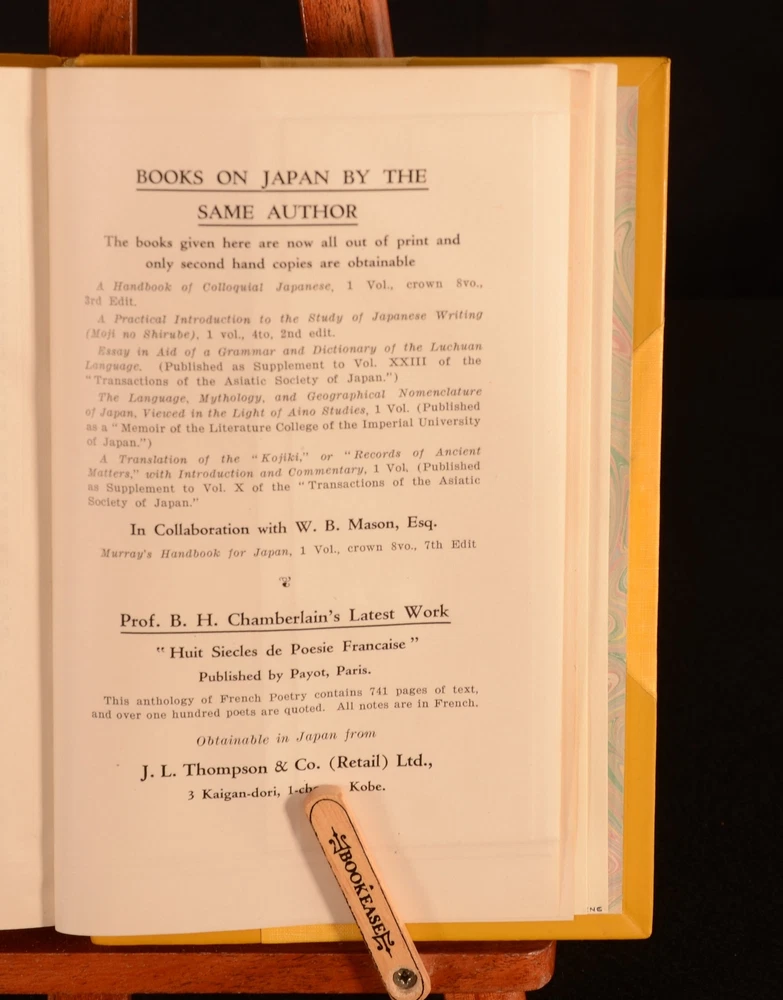 BOOKS ON JAPAN BY THE
SAME AUTHOR
The books given here are now all out of print and
only second hand copies are obtainable
A Handbook of Colloquial Japanese, 1 Vol., crown 8vo.,
3rd Edit.
A Practical Introduction to the Study of Japanese Writing
(Moji no Shirube), 1 vol., 4to, 2nd edit.
Essay in Aid of a Grammar and Dictionary of the Luchuan
Language. (Published as Supplement to Vol. XXIII of the
"Transactions of the Asiatic Society of Japan.")
The Language, Mythology, and Geographical Nomenclature
of Japan, Viewed in the Light of Aino Studies, 1 Vol. (Published
as a "Memoir of the Literature College of the Imperial University
of Japan.")
A Translation of the "Kojiki," or "Records of Ancient
Matters," with Introduction and Commentary, 1 Vol. (Published
as Supplement to Vol. X of the "Transactions of the Asiatic
Society of Japan."
In Collaboration with W. B. Mason, Esq.
Murray's Handbook for Japan, 1 Vol., crown 8vo., 7th Edit
Prof. B. H. Chamberlain's Latest Work
"Huit Siecles de Poesie Francaise"
Published by Payot, Paris.
This anthology of French Poetry contains 741 pages of text,
and over one hundred poets are quoted. All notes are in French.
Obtainable in Japan from
J. L. Thompson & Co. (Retail) Ltd.,
3 Kaigan-dori, Kobe.
BOOKEASE